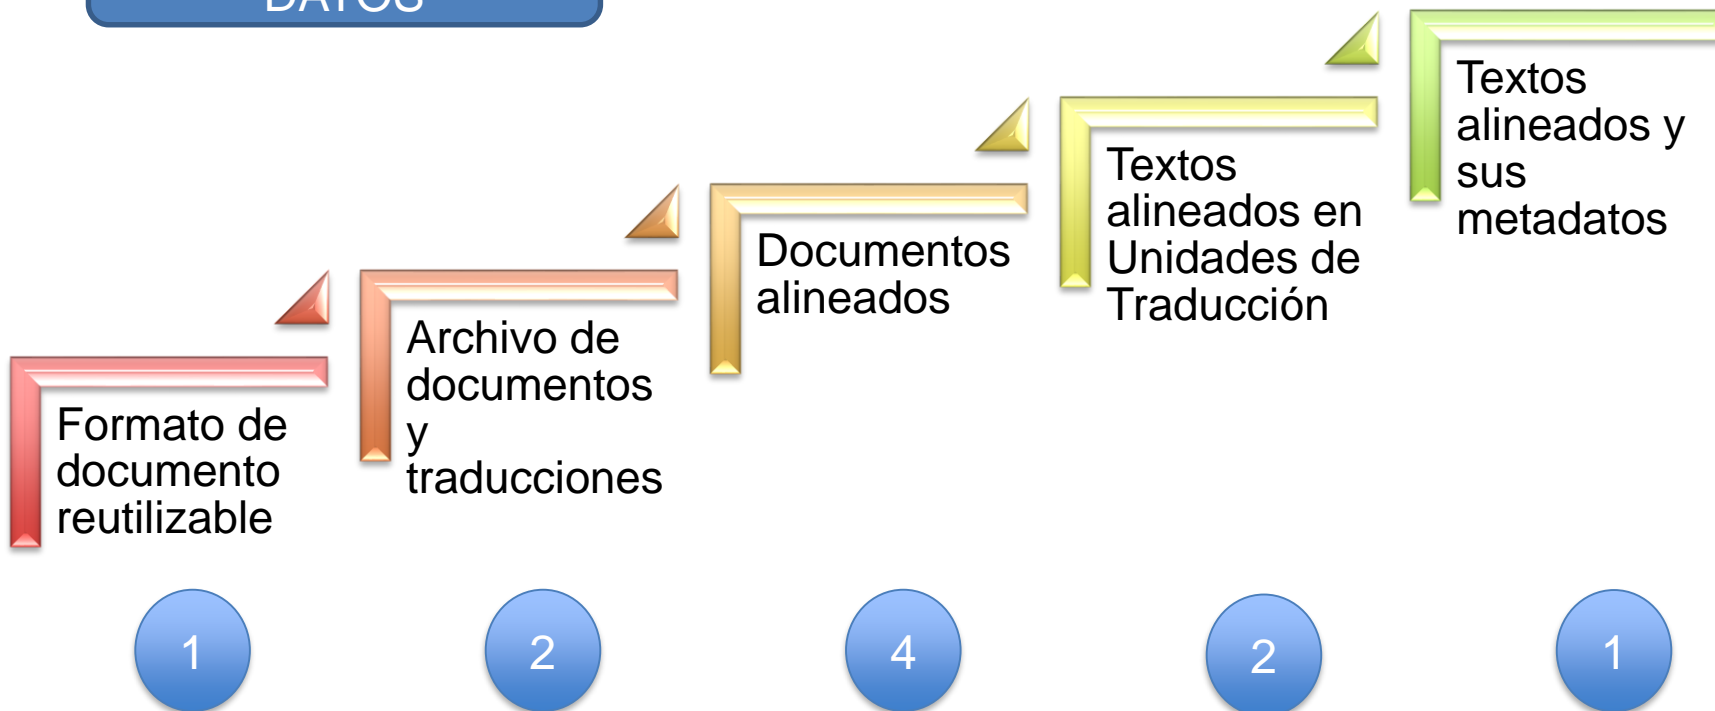 DATOS
Formato de
documento
reutilizable
Archivo de
documentos
y
traducciones
Documentos
alineados
Textos
alineados en
Unidades de
Traducción
Textos
alineados y
sus
metadatos
1
2
4
2
1